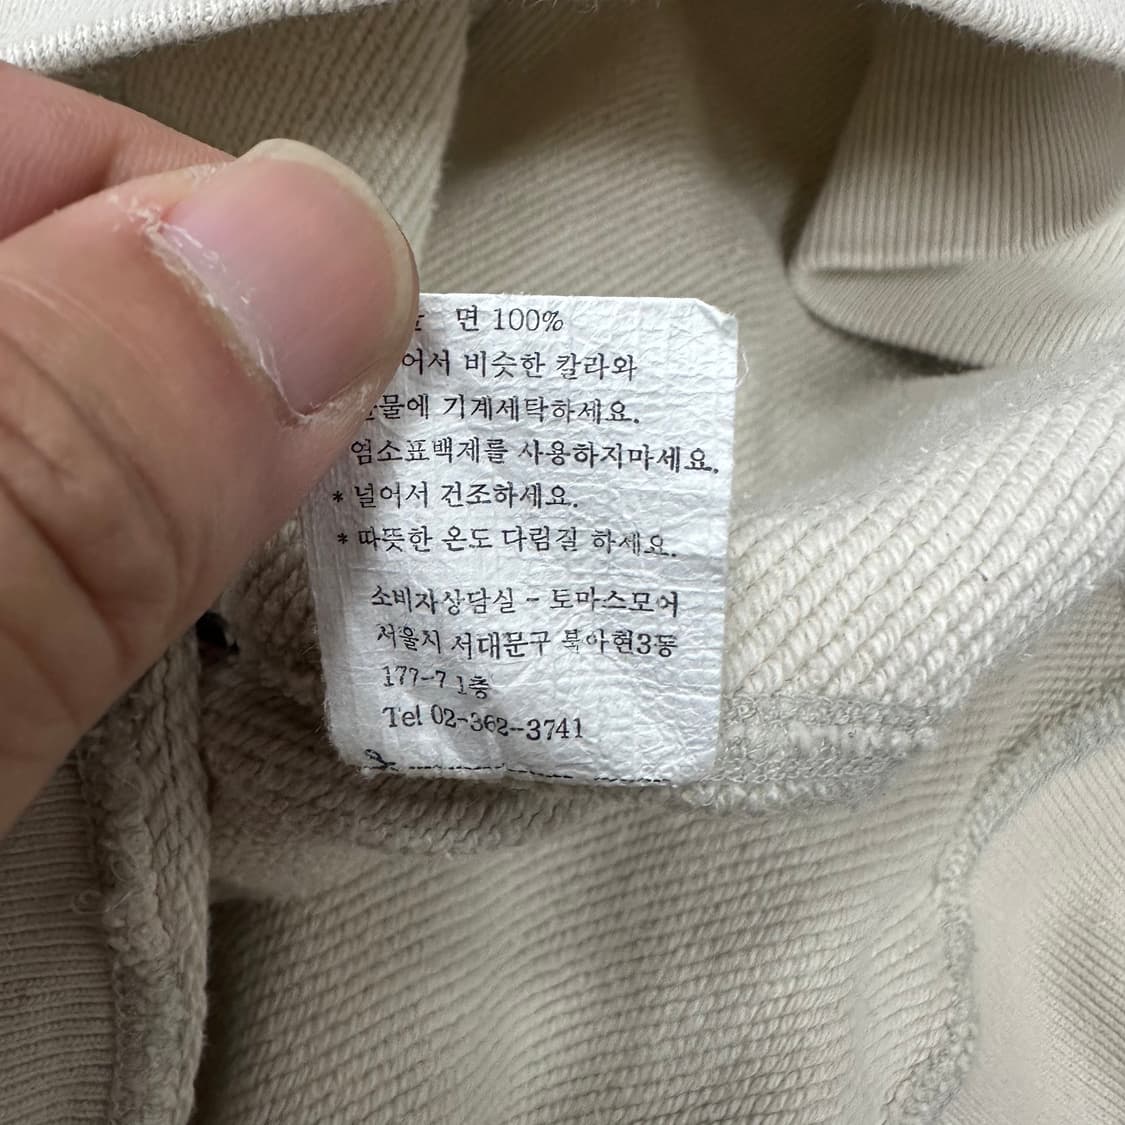 면 100%
비슷한 칼라와
기계세탁하세요.
염소표백제를 사용하지마세요.
* 널어서 건조하세요.
* 따뜻한 온도 다림질 하세요.
소비자상담실 - 토마스모어
서울시 서대문구 북아현3동
177-7 1층
Tel 02-362--3741